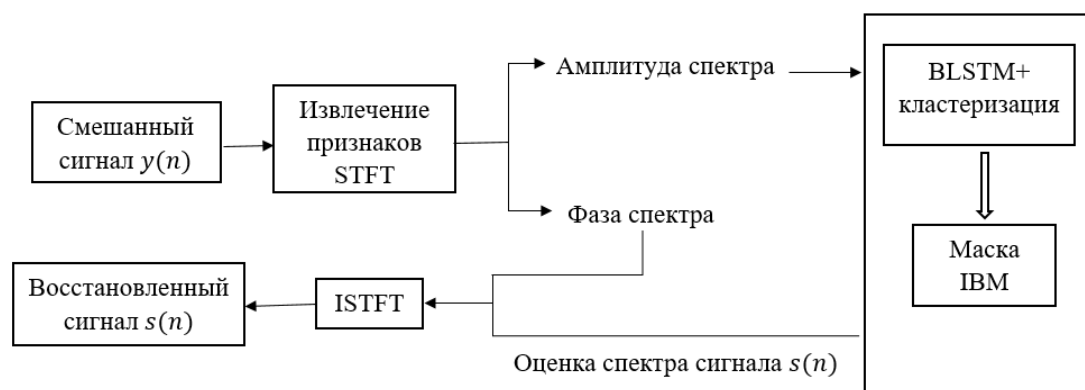 Смешанный
сигнал y(n)
Извлечение
признаков
STFT
Амплитуда спектра
Фаза спектра
BLSTM+
кластеризация
Маска
IBM
Восстановленный
сигнал s(n)
ISTFT
Оценка спектра сигнала s(n)